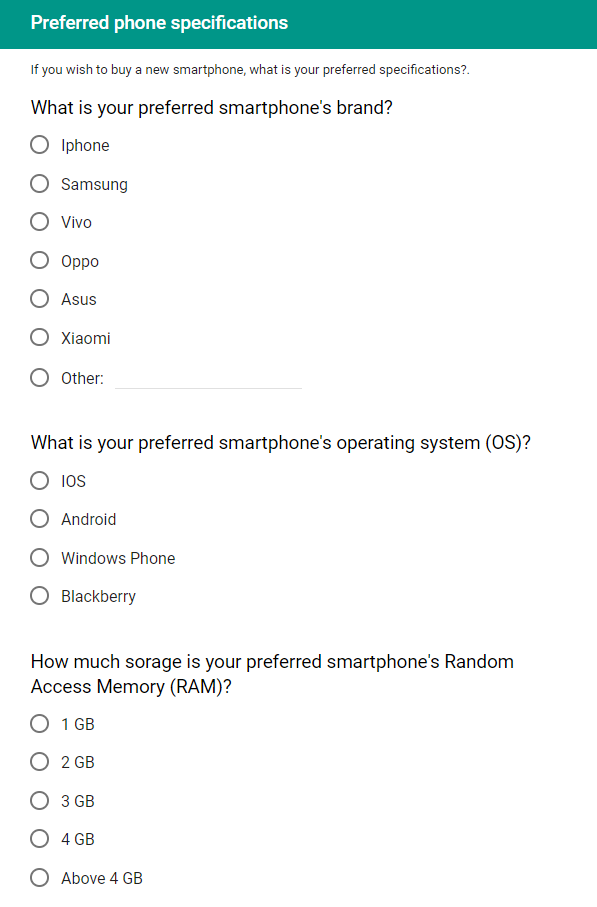 Preferred phone specifications
If you wish to buy a new smartphone, what is your preferred specifications?.
What is your preferred smartphone's brand?
Iphone
Samsung
Vivo
Oppo
Asus
Xiaomi
Other:
What is your preferred smartphone's operating system (OS)?
IOS
Android
Windows Phone
Blackberry
How much sorage is your preferred smartphone's Random
Access Memory (RAM)?
1 GB
2 GB
3 GB
4 GB
Above 4 GB